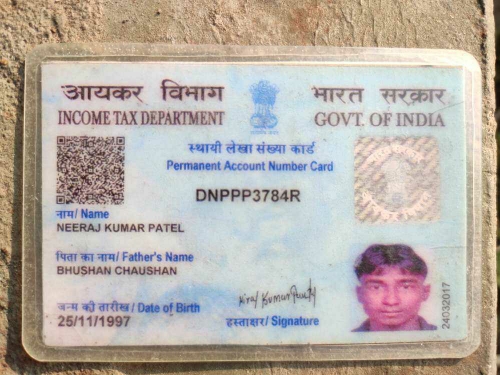 आयकर विभाग
INCOME TAX DEPARTMENT
भारत सरकार
GOVT. OF INDIA
स्थायी लेखा संख्या कार्ड
Permanent Account Number Card
DNPPP3784R
नाम/ Name
NEERAJ KUMAR PATEL
पिता का नाम/ Father's Name
BHUSHAN CHAUSHAN
जन्म की तारीख/ Date of Birth
25/11/1997
हस्ताक्षर/ Signature
24032017